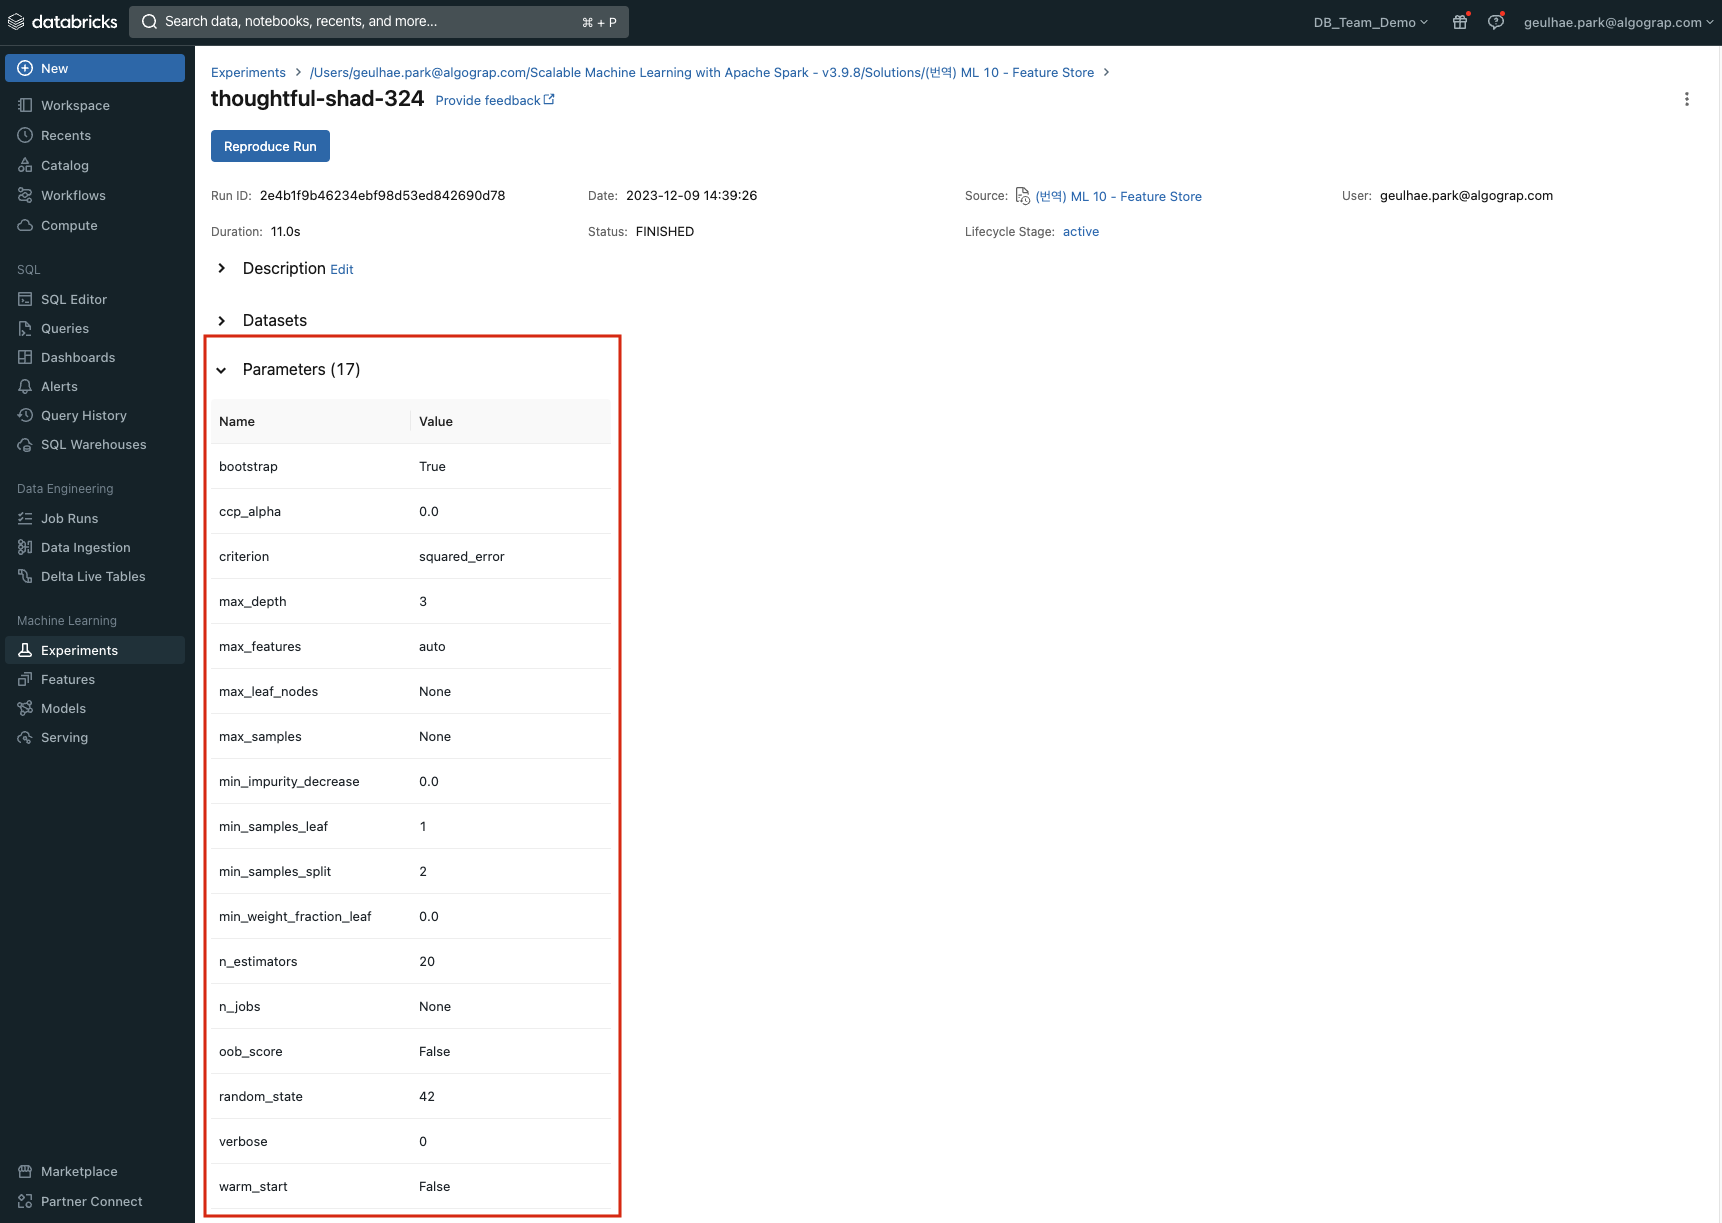 databricks
Search data, notebooks, recents, and more...
⌘ + P
DB_Team_Demo
geulhae.park@algograp.com
New
Workspace
Recents
Catalog
Workflows
Compute
SQL
SQL Editor
Queries
Dashboards
Alerts
Query History
SQL Warehouses
Data Engineering
Job Runs
Data Ingestion
Delta Live Tables
Machine Learning
Experiments
Features
Models
Serving
Marketplace
Partner Connect
Experiments > /Users/geulhae.park@algograp.com/Scalable Machine Learning with Apache Spark - v3.9.8/Solutions/(번역) ML 10 - Feature Store >
thoughtful-shad-324 Provide feedback
Reproduce Run
Run ID: 2e4b1f9b46234ebf98d53ed842690d78
Date: 2023-12-09 14:39:26
Source: (번역) ML 10 - Feature Store
User: geulhae.park@algograp.com
Duration: 11.0s
Status: FINISHED
Lifecycle Stage: active
Description Edit
Datasets
Parameters (17)
Name Value
bootstrap True
ccp_alpha 0.0
criterion squared_error
max_depth 3
max_features auto
max_leaf_nodes None
max_samples None
min_impurity_decrease 0.0
min_samples_leaf 1
min_samples_split 2
min_weight_fraction_leaf 0.0
n_estimators 20
n_jobs None
oob_score False
random_state 42
verbose 0
warm_start False